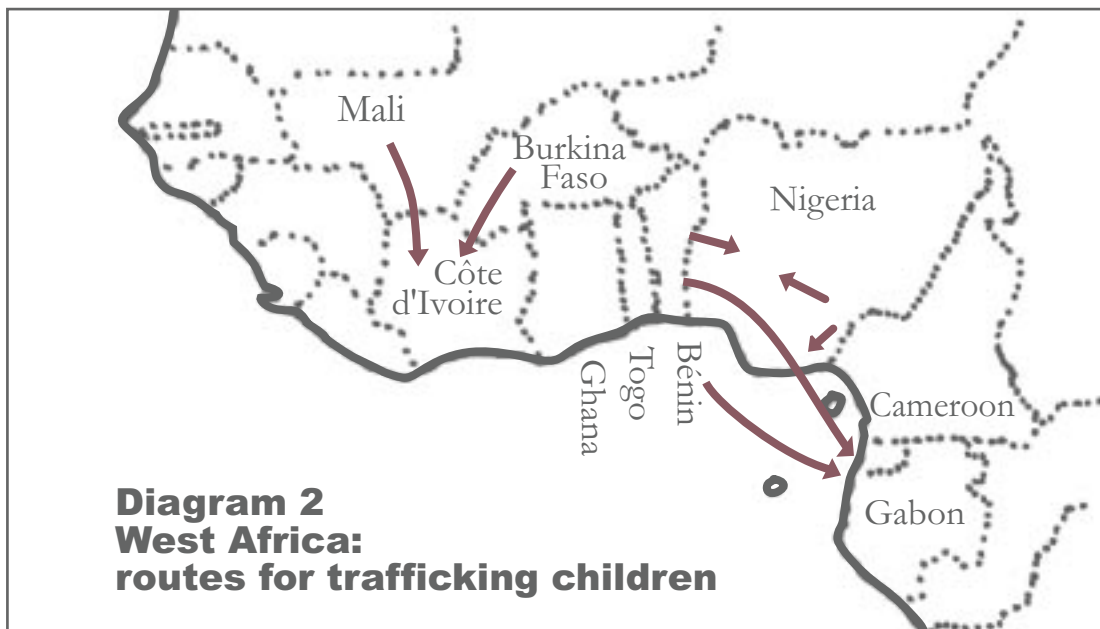 Mali
Burkina
Faso
Nigeria
Côte
d'Ivoire
Ghana
Togo
Bénin
Cameroon
Gabon
Diagram 2
West Africa:
routes for trafficking children